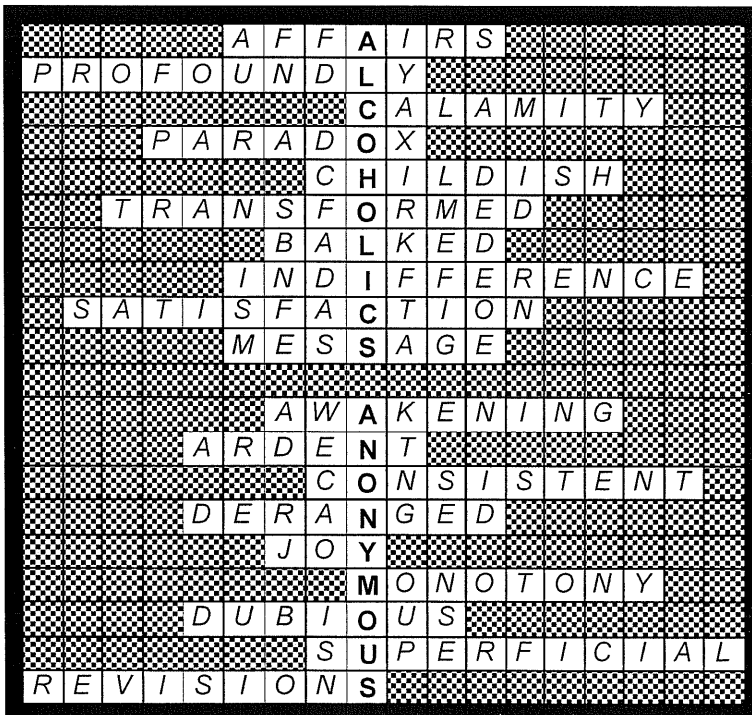 AFFAIRS
PROFOUNDLY
CALAMITY
PARADOX
CHILDISH
TRANSFORMED
BALKED
INDIFFERENCE
SATISFACTION
MESSAGE
AWAKENING
ARDENT
CONSISTENT
DERANGED
JOY
MONOTONY
DUBIOUS
SUPERFICIAL
REVISIONS